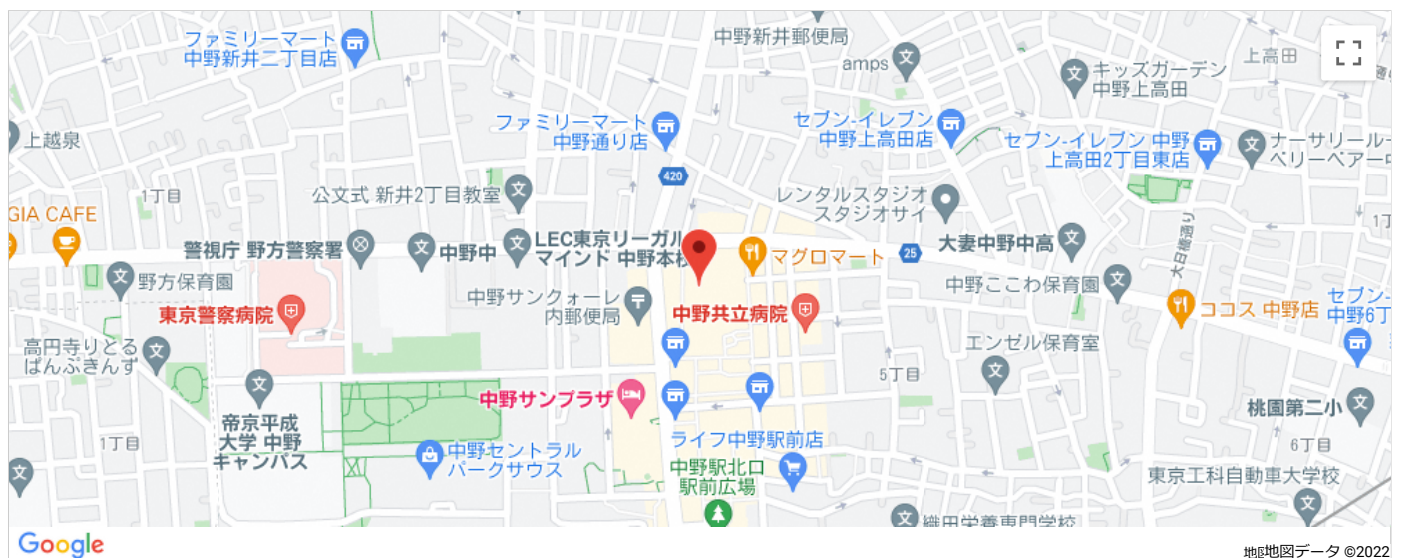 ファミリーマート
中野新井二丁目店
中野新井郵便局
amps
キッズガーデン
中野上高田
上高田
上越泉
ファミリーマート
中野通り店
セブン-イレブン
中野上高田店
セブン-イレブン 中野
上高田2丁目東店
ナーサリールー
ベリーベアー中
1丁目
公文式 新井2丁目教室
420
レンタルスタジオ
スタジオサイ
GIA CAFE
警視庁 野方警察署
中野中
LEC東京リーガル
マインド 中野本校
マグロマート
25
大妻中野中高
大日橋通り
野方保育園
東京警察病院
中野サンクォーレ
内郵便局
中野共立病院
中野ここわ保育園
ココス 中野店
セブン-
中野6丁
高円寺りとる
ぱんぷきんず
エンゼル保育室
5丁目
帝京平成
大学 中野
キャンパス
中野サンプラザ
桃園第二小
1丁目
中野セントラル
パークサウス
ライフ中野駅前店
6丁目
中野駅北口
駅前広場
東京工科自動車大学校
織田栄養専門学校
Google
地図データ ©2022